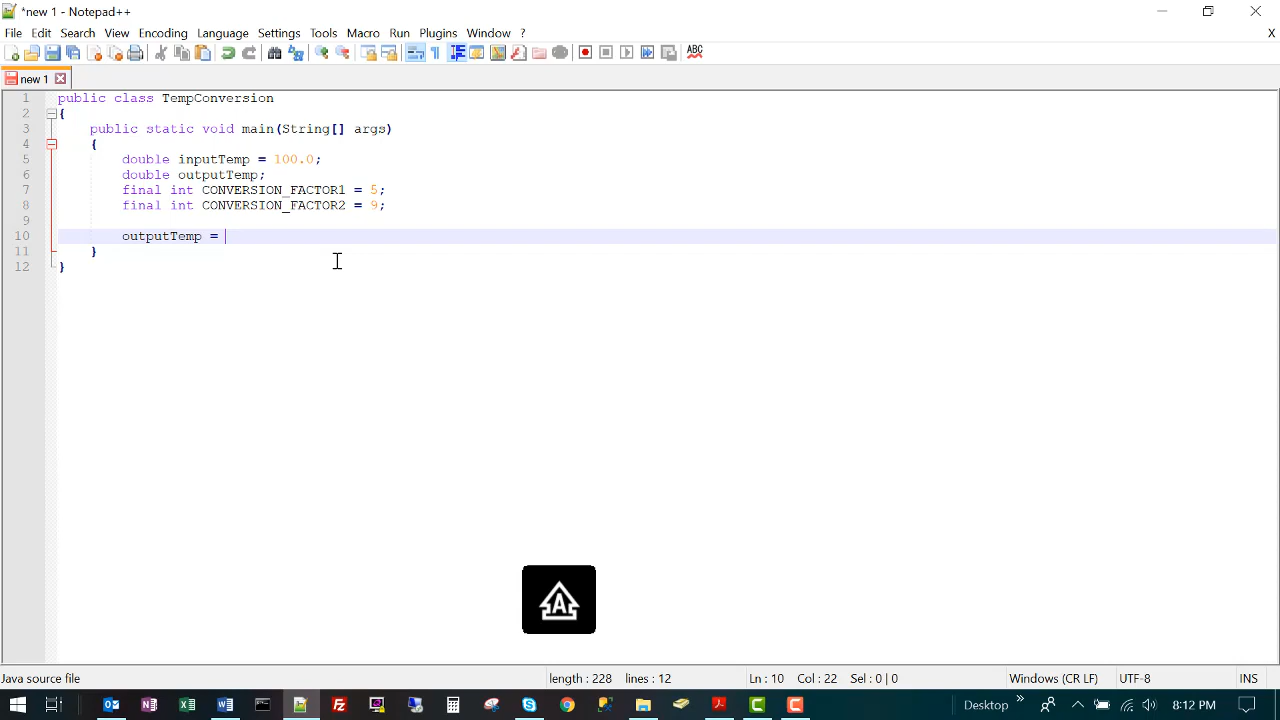 *new 1 - Notepad++
File Edit Search View Encoding Language Settings Tools Macro Run Plugins Window ? X
ABC
new 1
1 public class TempConversion
2 {
3 public static void main(String[] args)
4 {
5 double inputTemp = 100.0;
6 double outputTemp;
7 final int CONVERSION_FACTOR1 = 5;
8 final int CONVERSION_FACTOR2 = 9;
9
10 outputTemp =
11 }
12 }
A
Java source file length : 228 lines : 12 Ln : 10 Col : 22 Sel : 0 | 0 Windows (CR LF) UTF-8 INS
Desktop » 8:12 PM